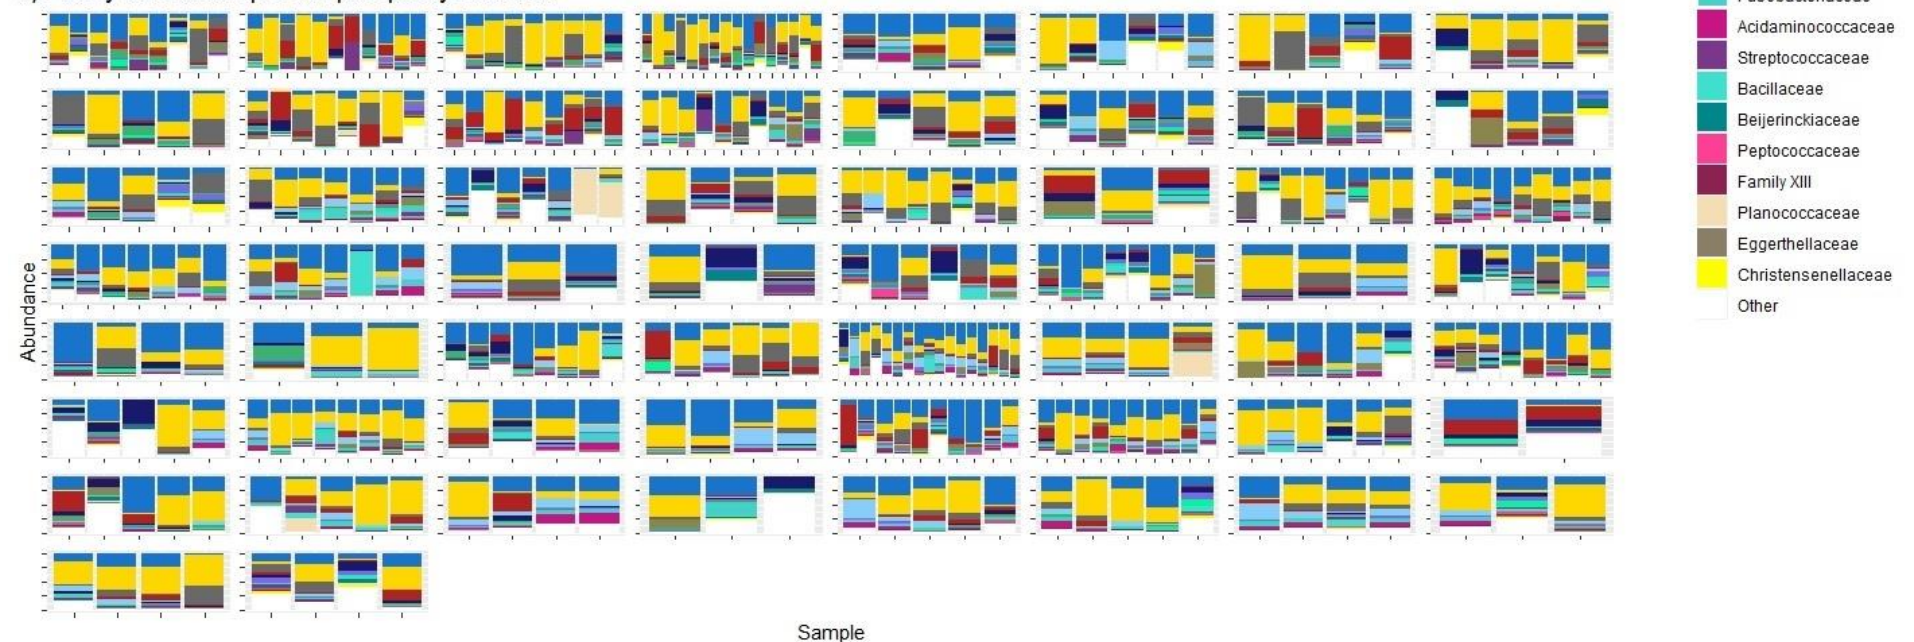 Acidaminococcaceae
Streptococcaceae
Bacillaceae
Beijerinckiaceae
Peptococcaceae
Family XIII
Planococcaceae
Eggerthellaceae
Christensenellaceae
Other
Abundance
Sample